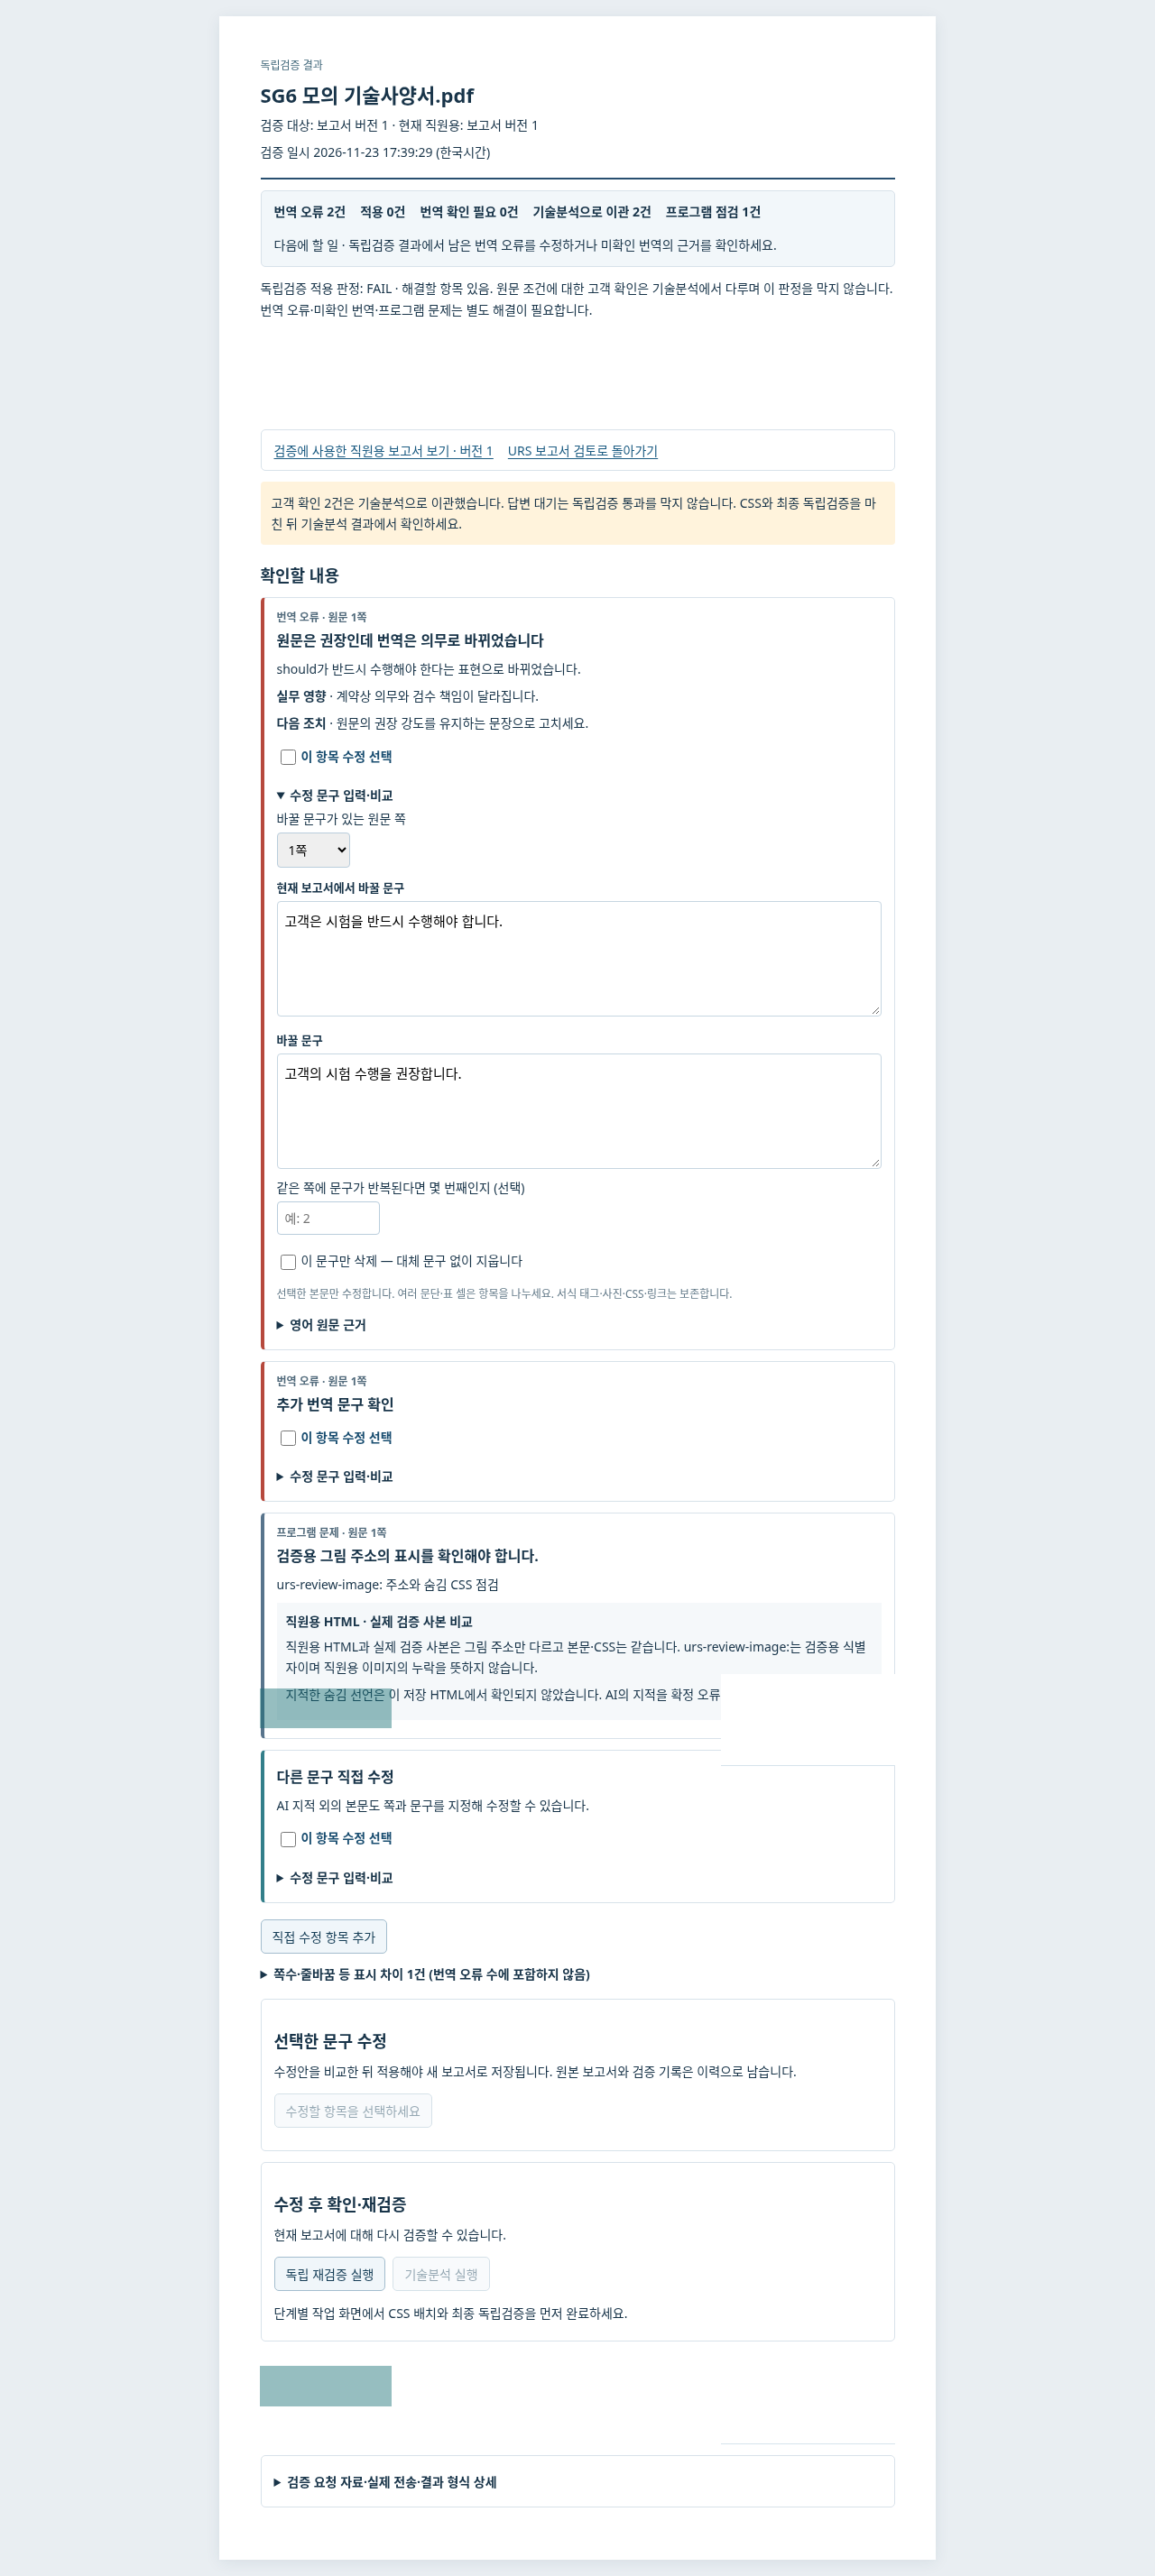 독립검증 결과
SG6 모의 기술사양서.pdf
검증 대상: 보고서 버전 1 · 현재 직원용: 보고서 버전 1
검증 일시 2026-11-23 17:39:29 (한국시간)
번역 오류 2건 적용 0건 번역 확인 필요 0건 기술분석으로 이관 2건 프로그램 점검 1건
다음에 할 일 · 독립검증 결과에서 남은 번역 오류를 수정하거나 미확인 번역의 근거를 확인하세요.
독립검증 적용 판정: FAIL · 해결할 항목 있음. 원문 조건에 대한 고객 확인은 기술분석에서 다루며 이 판정을 막지 않습니다.
번역 오류·미확인 번역·프로그램 문제는 별도 해결이 필요합니다.
검증에 사용한 직원용 보고서 보기 · 버전 1 URS 보고서 검토로 돌아가기
고객 확인 2건은 기술분석으로 이관했습니다. 답변 대기는 독립검증 통과를 막지 않습니다. CSS와 최종 독립검증을 마
친 뒤 기술분석 결과에서 확인하세요.
확인할 내용
번역 오류 · 원문 1쪽
원문은 권장인데 번역은 의무로 바뀌었습니다
should가 반드시 수행해야 한다는 표현으로 바뀌었습니다.
실무 영향 · 계약상 의무와 검수 책임이 달라집니다.
다음 조치 · 원문의 권장 강도를 유지하는 문장으로 고치세요.
이 항목 수정 선택
▼ 수정 문구 입력·비교
바꿀 문구가 있는 원문 쪽
1쪽
현재 보고서에서 바꿀 문구
고객은 시험을 반드시 수행해야 합니다.
바꿀 문구
고객의 시험 수행을 권장합니다.
같은 쪽에 문구가 반복된다면 몇 번째인지 (선택)
예: 2
이 문구만 삭제 — 대체 문구 없이 지웁니다
선택한 본문만 수정합니다. 여러 문단·표 셀은 항목을 나누세요. 서식 태그·사진·CSS·링크는 보존합니다.
▶ 영어 원문 근거
번역 오류 · 원문 1쪽
추가 번역 문구 확인
이 항목 수정 선택
▶ 수정 문구 입력·비교
프로그램 문제 · 원문 1쪽
검증용 그림 주소의 표시를 확인해야 합니다.
urs-review-image: 주소와 숨김 CSS 점검
직원용 HTML · 실제 검증 사본 비교
직원용 HTML과 실제 검증 사본은 그림 주소만 다르고 본문·CSS는 같습니다. urs-review-image:는 검증용 식별
자이며 직원용 이미지의 누락을 뜻하지 않습니다.
지적한 숨김 선언은 이 저장 HTML에서 확인되지 않았습니다. AI의 지적을 확정 오류
다른 문구 직접 수정
AI 지적 외의 본문도 쪽과 문구를 지정해 수정할 수 있습니다.
이 항목 수정 선택
▶ 수정 문구 입력·비교
직접 수정 항목 추가
▶ 쪽수·줄바꿈 등 표시 차이 1건 (번역 오류 수에 포함하지 않음)
선택한 문구 수정
수정안을 비교한 뒤 적용해야 새 보고서로 저장됩니다. 원본 보고서와 검증 기록은 이력으로 남습니다.
수정할 항목을 선택하세요
수정 후 확인·재검증
현재 보고서에 대해 다시 검증할 수 있습니다.
독립 재검증 실행 기술분석 실행
단계별 작업 화면에서 CSS 배치와 최종 독립검증을 먼저 완료하세요.
▶ 검증 요청 자료·실제 전송·결과 형식 상세